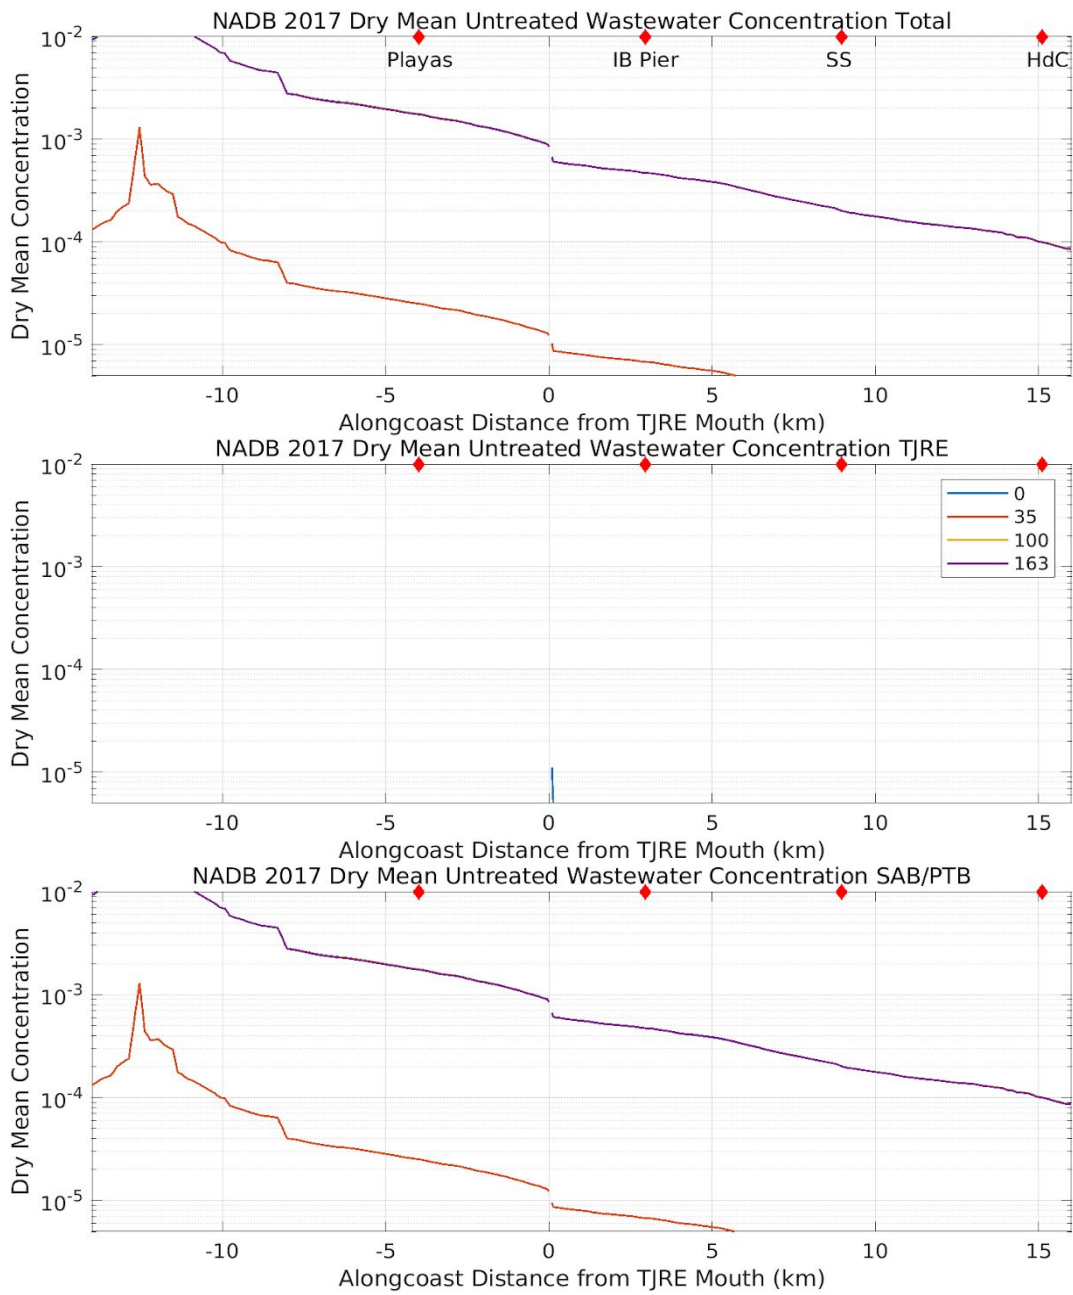 NADB 2017 Dry Mean Untreated Wastewater Concentration Total
10^-2
10^-3
10^-4
10^-5
Dry Mean Concentration
Playas
IB Pier
SS
HdC
-10
-5
0
5
10
15
Alongcoast Distance from TJRE Mouth (km)
NADB 2017 Dry Mean Untreated Wastewater Concentration TJRE
10^-2
10^-3
10^-4
10^-5
Dry Mean Concentration
0
35
100
163
-10
-5
0
5
10
15
Alongcoast Distance from TJRE Mouth (km)
NADB 2017 Dry Mean Untreated Wastewater Concentration SAB/PTB
10^-2
10^-3
10^-4
10^-5
Dry Mean Concentration
-10
-5
0
5
10
15
Alongcoast Distance from TJRE Mouth (km)